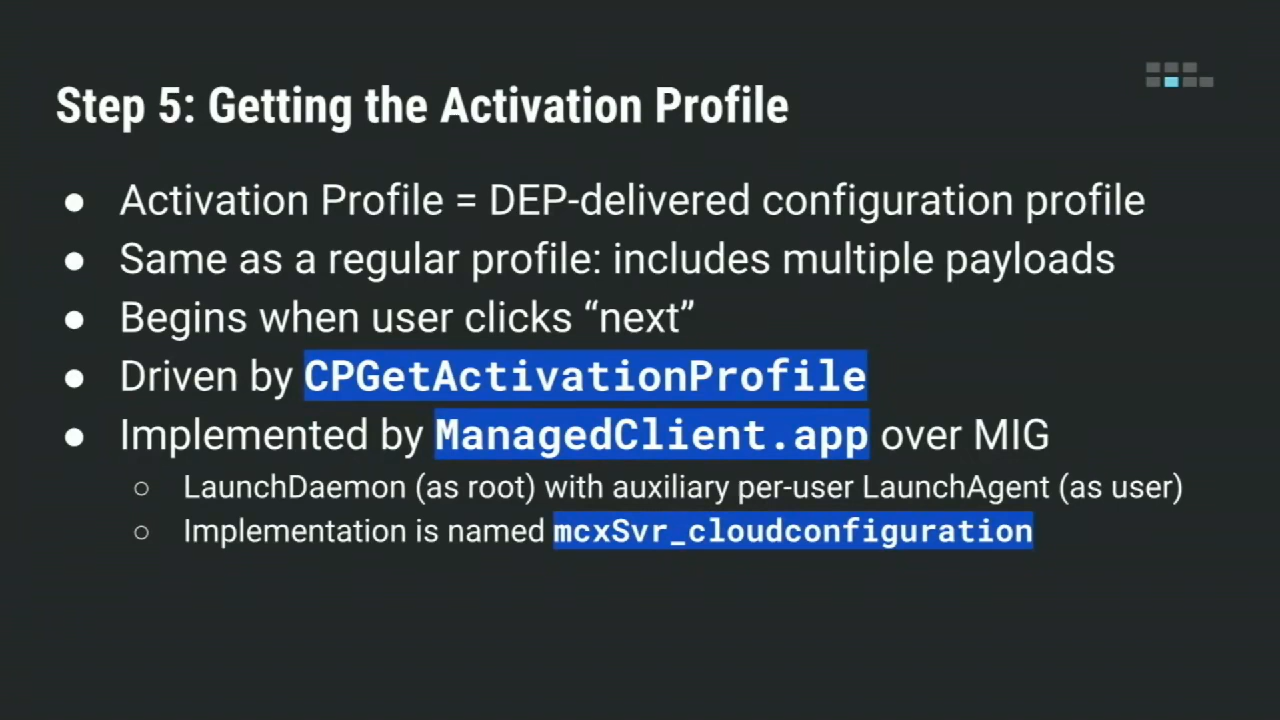 Step 5: Getting the Activation Profile
● Activation Profile = DEP-delivered configuration profile
● Same as a regular profile: includes multiple payloads
● Begins when user clicks “next”
● Driven by CPGetActivationProfile
● Implemented by ManagedClient.app over MIG
○ LaunchDaemon (as root) with auxiliary per-user LaunchAgent (as user)
○ Implementation is named mcxSvr_cloudconfiguration